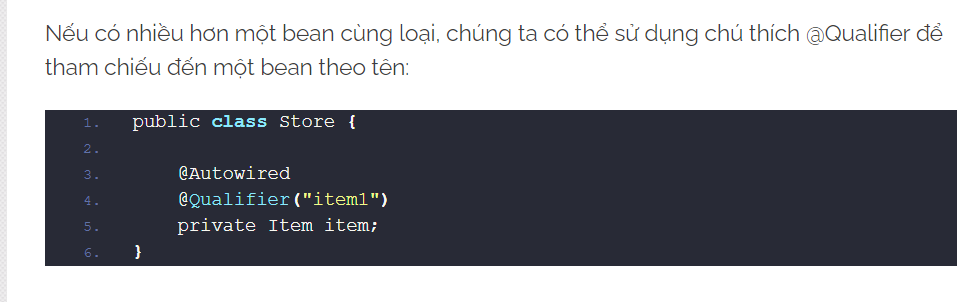 Nếu có nhiều hơn một bean cùng loại, chúng ta có thể sử dụng chú thích @Qualifier để
tham chiếu đến một bean theo tên:
1. public class Store {
2.
3. @Autowired
4. @Qualifier("item1")
5. private Item item;
6. }